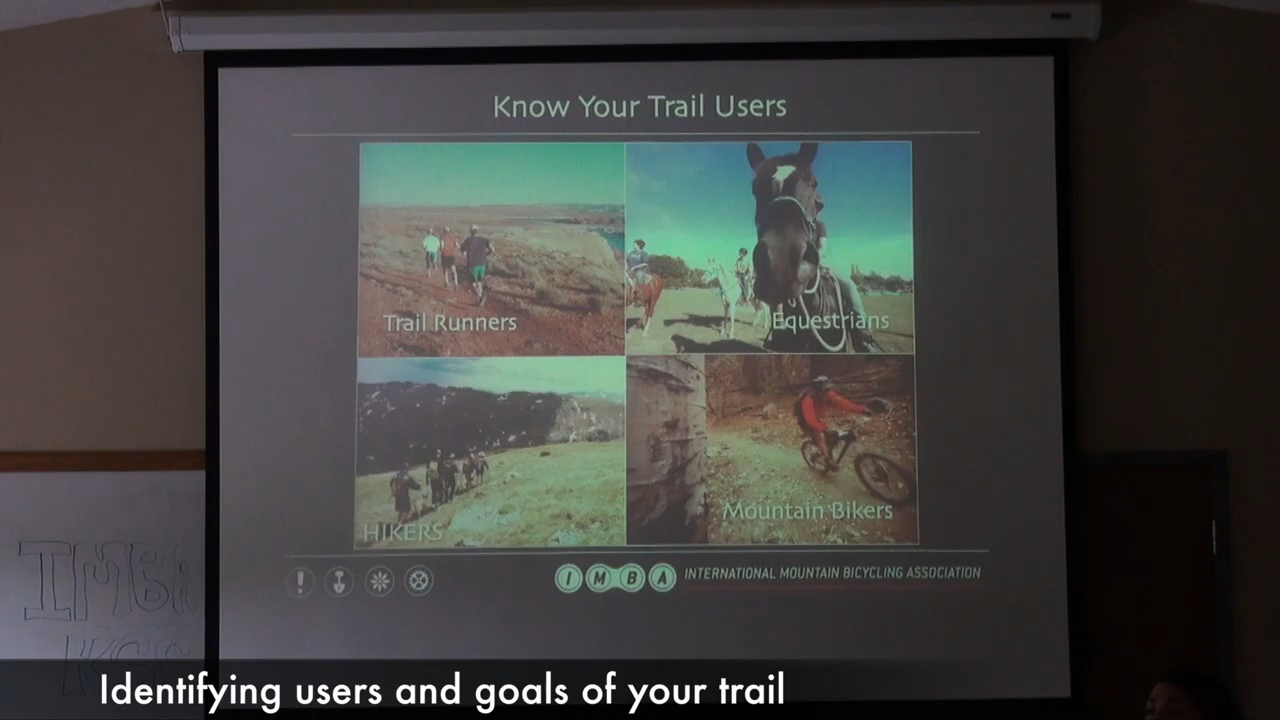 Know Your Trail Users
Trail Runners
Equestrians
HIKERS
Mountain Bikers
I M B A INTERNATIONAL MOUNTAIN BICYCLING ASSOCIATION
IMBA
Identifying users and goals of your trail